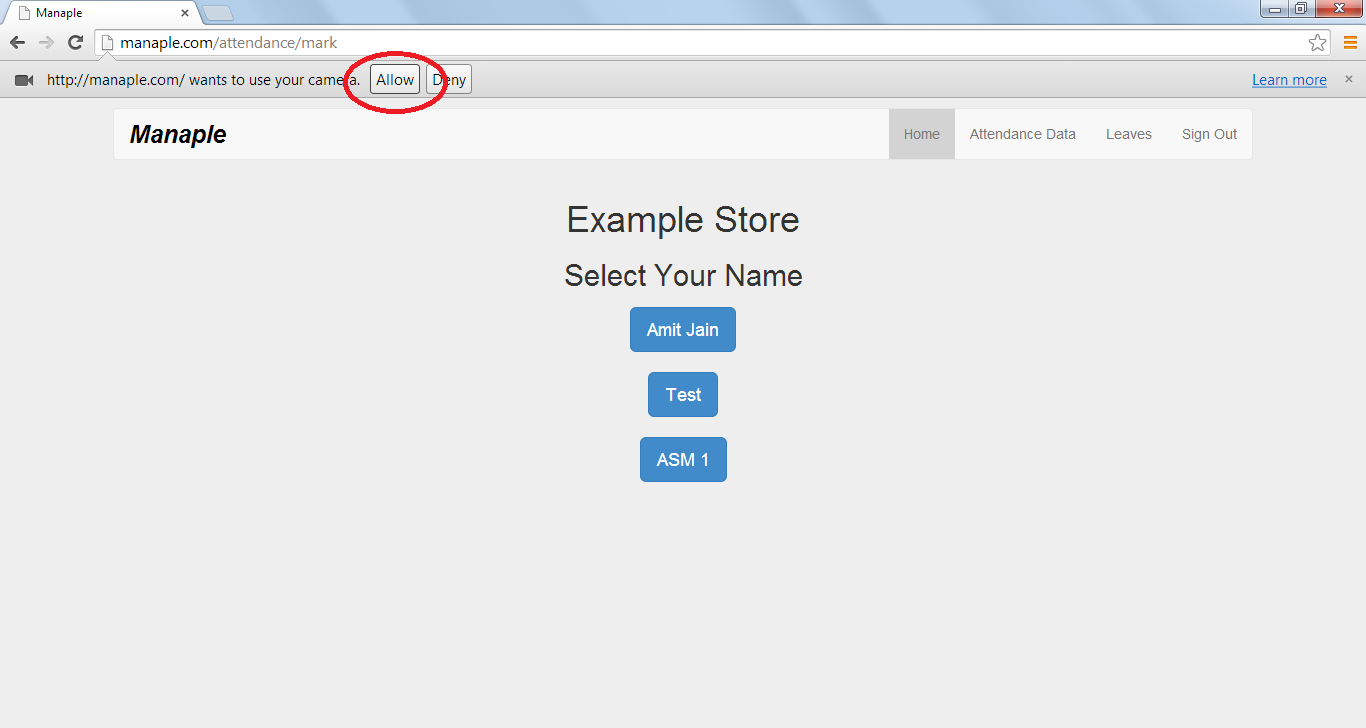 Manaple
manaple.com/attendance/mark
http://manaple.com/ wants to use your camera. Allow Deny Learn more
Manaple Home Attendance Data Leaves Sign Out
Example Store
Select Your Name
Amit Jain
Test
ASM 1